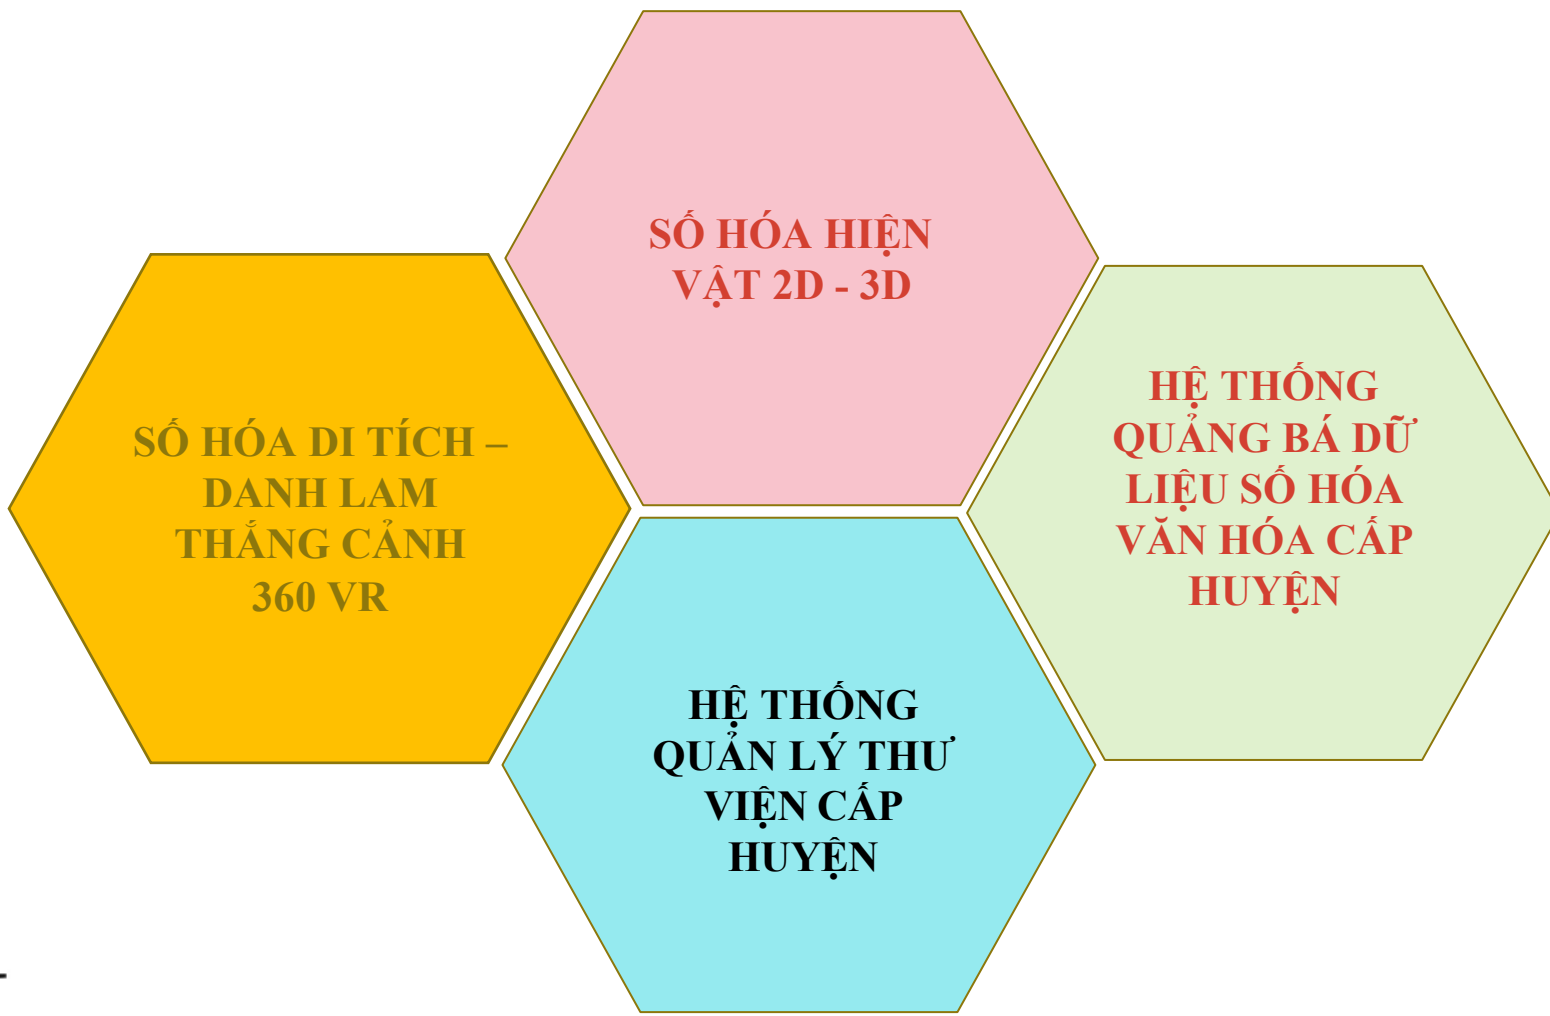 SỐ HÓA HIỆN
VẬT 2D - 3D
SỐ HÓA DI TÍCH –
DANH LAM
THẮNG CẢNH
360 VR
HỆ THỐNG
QUẢNG BÁ DỮ
LIỆU SỐ HÓA
VĂN HÓA CẤP
HUYỆN
HỆ THỐNG
QUẢN LÝ THƯ
VIỆN CẤP
HUYỆN